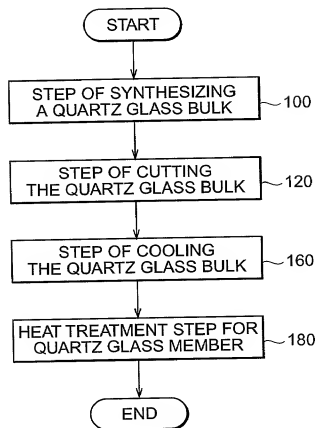 START
STEP OF SYNTHESIZING
A QUARTZ GLASS BULK
100
STEP OF CUTTING
THE QUARTZ GLASS BULK
120
STEP OF COOLING
THE QUARTZ GLASS BULK
160
HEAT TREATMENT STEP FOR
QUARTZ GLASS MEMBER
180
END